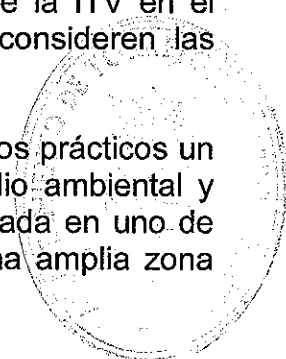 e la ITV en el
consideren las
os prácticos un
dio ambiental y
ada en uno de
na amplia zona